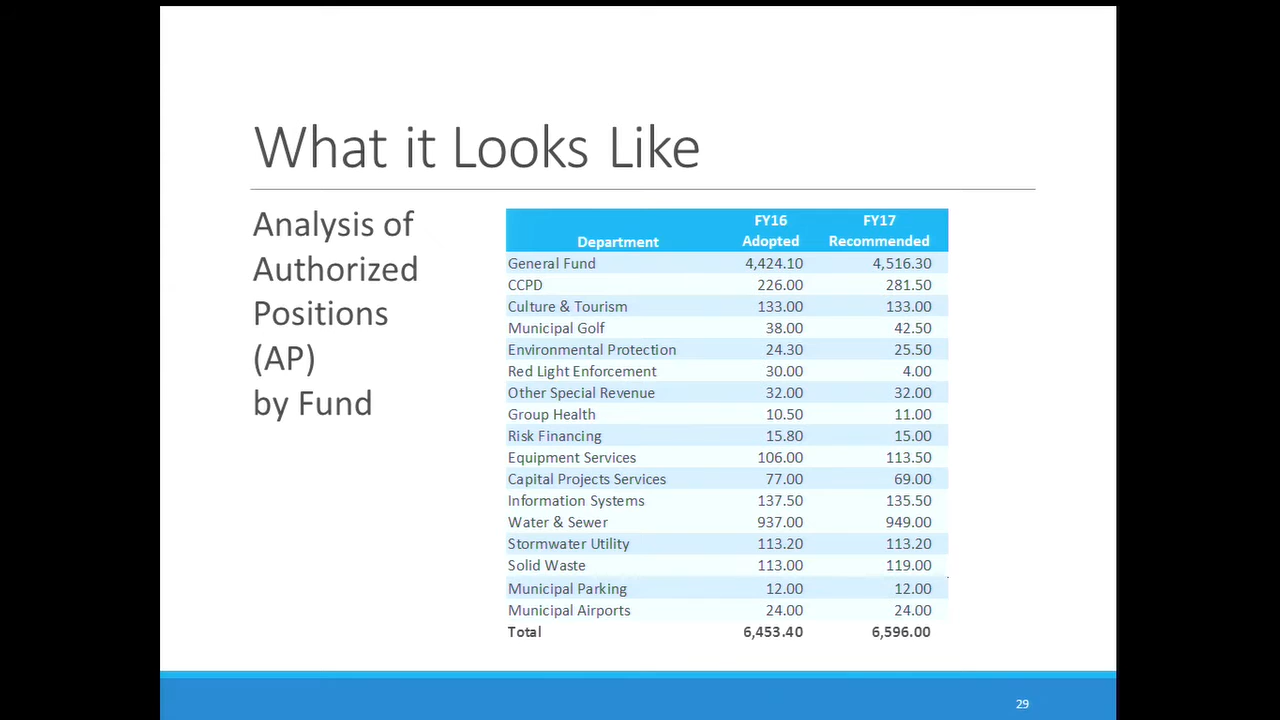 What it Looks Like
Analysis of
Authorized
Positions
(AP)
by Fund
Department FY16 Adopted FY17 Recommended
General Fund 4,424.10 4,516.30
CCPD 226.00 281.50
Culture & Tourism 133.00 133.00
Municipal Golf 38.00 42.50
Environmental Protection 24.30 25.50
Red Light Enforcement 30.00 4.00
Other Special Revenue 32.00 32.00
Group Health 10.50 11.00
Risk Financing 15.80 15.00
Equipment Services 106.00 113.50
Capital Projects Services 77.00 69.00
Information Systems 137.50 135.50
Water & Sewer 937.00 949.00
Stormwater Utility 113.20 113.20
Solid Waste 113.00 119.00
Municipal Parking 12.00 12.00
Municipal Airports 24.00 24.00
Total 6,453.40 6,596.00
29